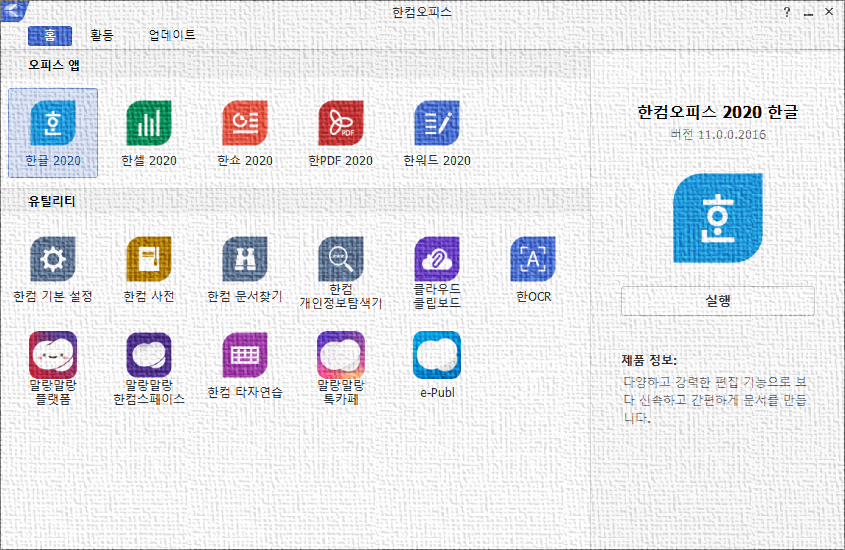 한컴오피스
홈 활동 업데이트
오피스 앱
한글 2020 한셀 2020 한쇼 2020 한PDF 2020 한워드 2020
유틸리티
한컴 기본 설정 한컴 사전 한컴 문서찾기 한컴 개인정보탐색기 클라우드 클립보드 한OCR
말랑말랑 플랫폼 말랑말랑 한컴스페이스 한컴 타자연습 말랑말랑 톡카페 e-Publ
한컴오피스 2020 한글
버전 11.0.0.2016
실행
제품 정보:
다양하고 강력한 편집 기능으로 보
다 신속하고 간편하게 문서를 만듭
니다.